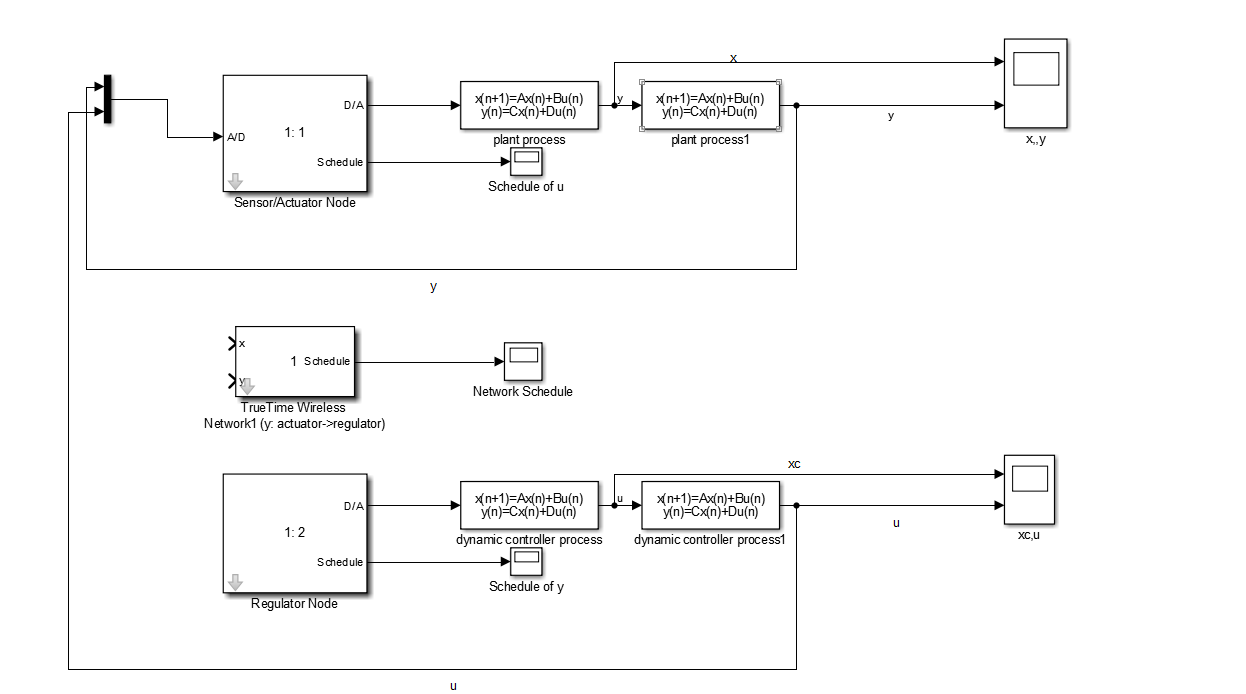 x
D/A
x(n+1)=Ax(n)+Bu(n)
y(n)=Cx(n)+Du(n)
y
x(n+1)=Ax(n)+Bu(n)
y(n)=Cx(n)+Du(n)
y
A/D
1: 1
plant process
plant process1
x,,y
Schedule
Schedule of u
Sensor/Actuator Node
y
x
1
Schedule
y
Network Schedule
TrueTime Wireless
Network1 (y: actuator->regulator)
xc
D/A
x(n+1)=Ax(n)+Bu(n)
y(n)=Cx(n)+Du(n)
u
x(n+1)=Ax(n)+Bu(n)
y(n)=Cx(n)+Du(n)
u
1: 2
dynamic controller process
dynamic controller process1
xc,u
Schedule
Schedule of y
Regulator Node
u